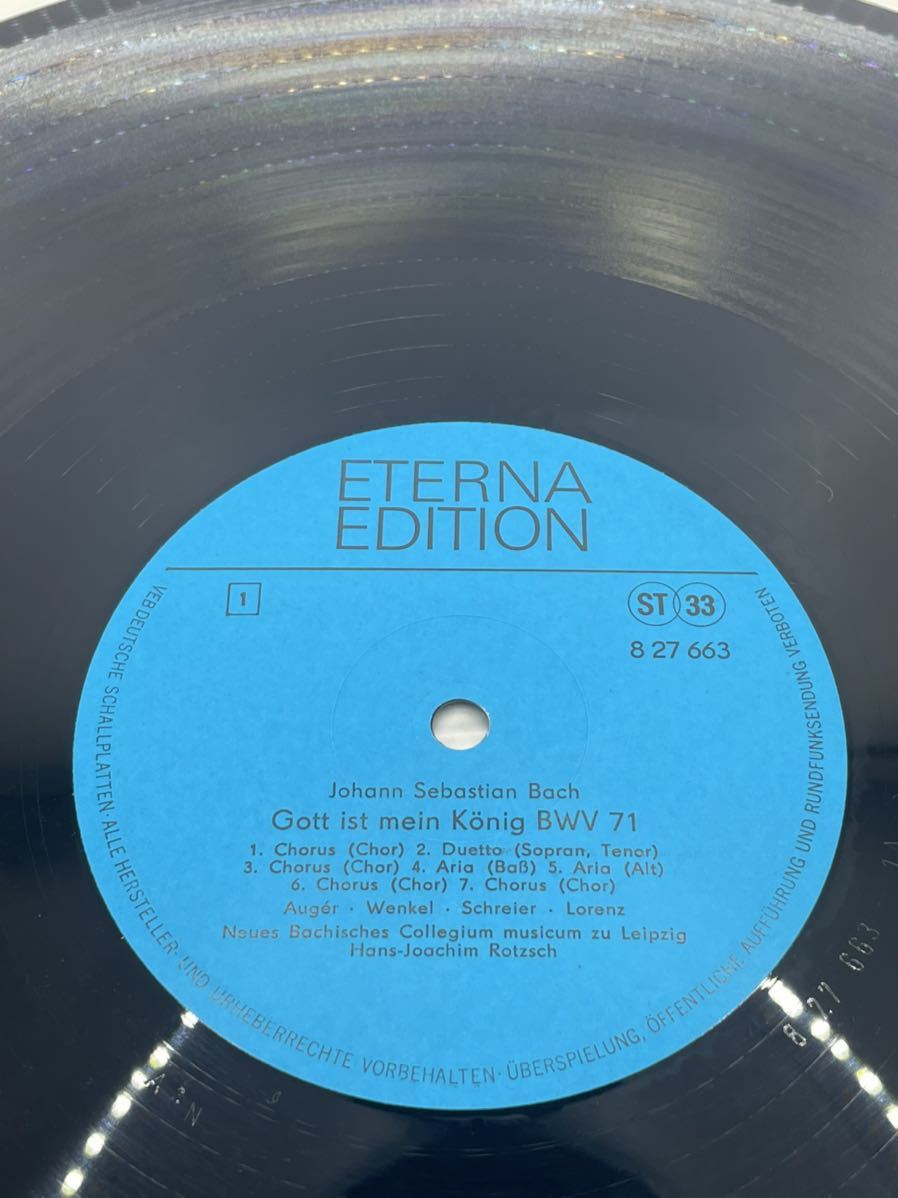 ETERNA
EDITION
1
ST 33
8 27 663
Johann Sebastian Bach
Gott ist mein König BWV 71
1. Chorus (Chor) 2. Duetto (Sopran, Tenor)
3. Chorus (Chor) 4. Aria (Baß) 5. Aria (Alt)
6. Chorus (Chor) 7. Chorus (Chor)
Augér · Wenkel · Schreier · Lorenz
Neues Bachisches Collegium musicum zu Leipzig
Hans-Joachim Rotzsch
VEB DEUTSCHE SCHALLPLATTEN · ALLE HERSTELLER- UND URHEBERRECHTE VORBEHALTEN · ÜBERSPIELUNG, ÖFFENTLICHE AUFFÜHRUNG UND RUNDFUNKSENDUNG VERBOTEN
8 27 663